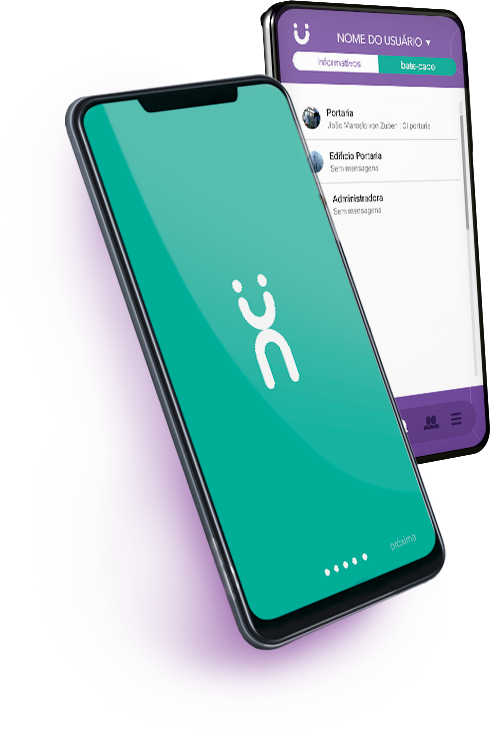 NOME DO USUÁRIO ▾
informativos
bate-papo
Portaria
João Marcelo von Zuben : Oi portaria
Edifício Portaria
Sem mensagens
Administradora
Sem mensagens
próxima